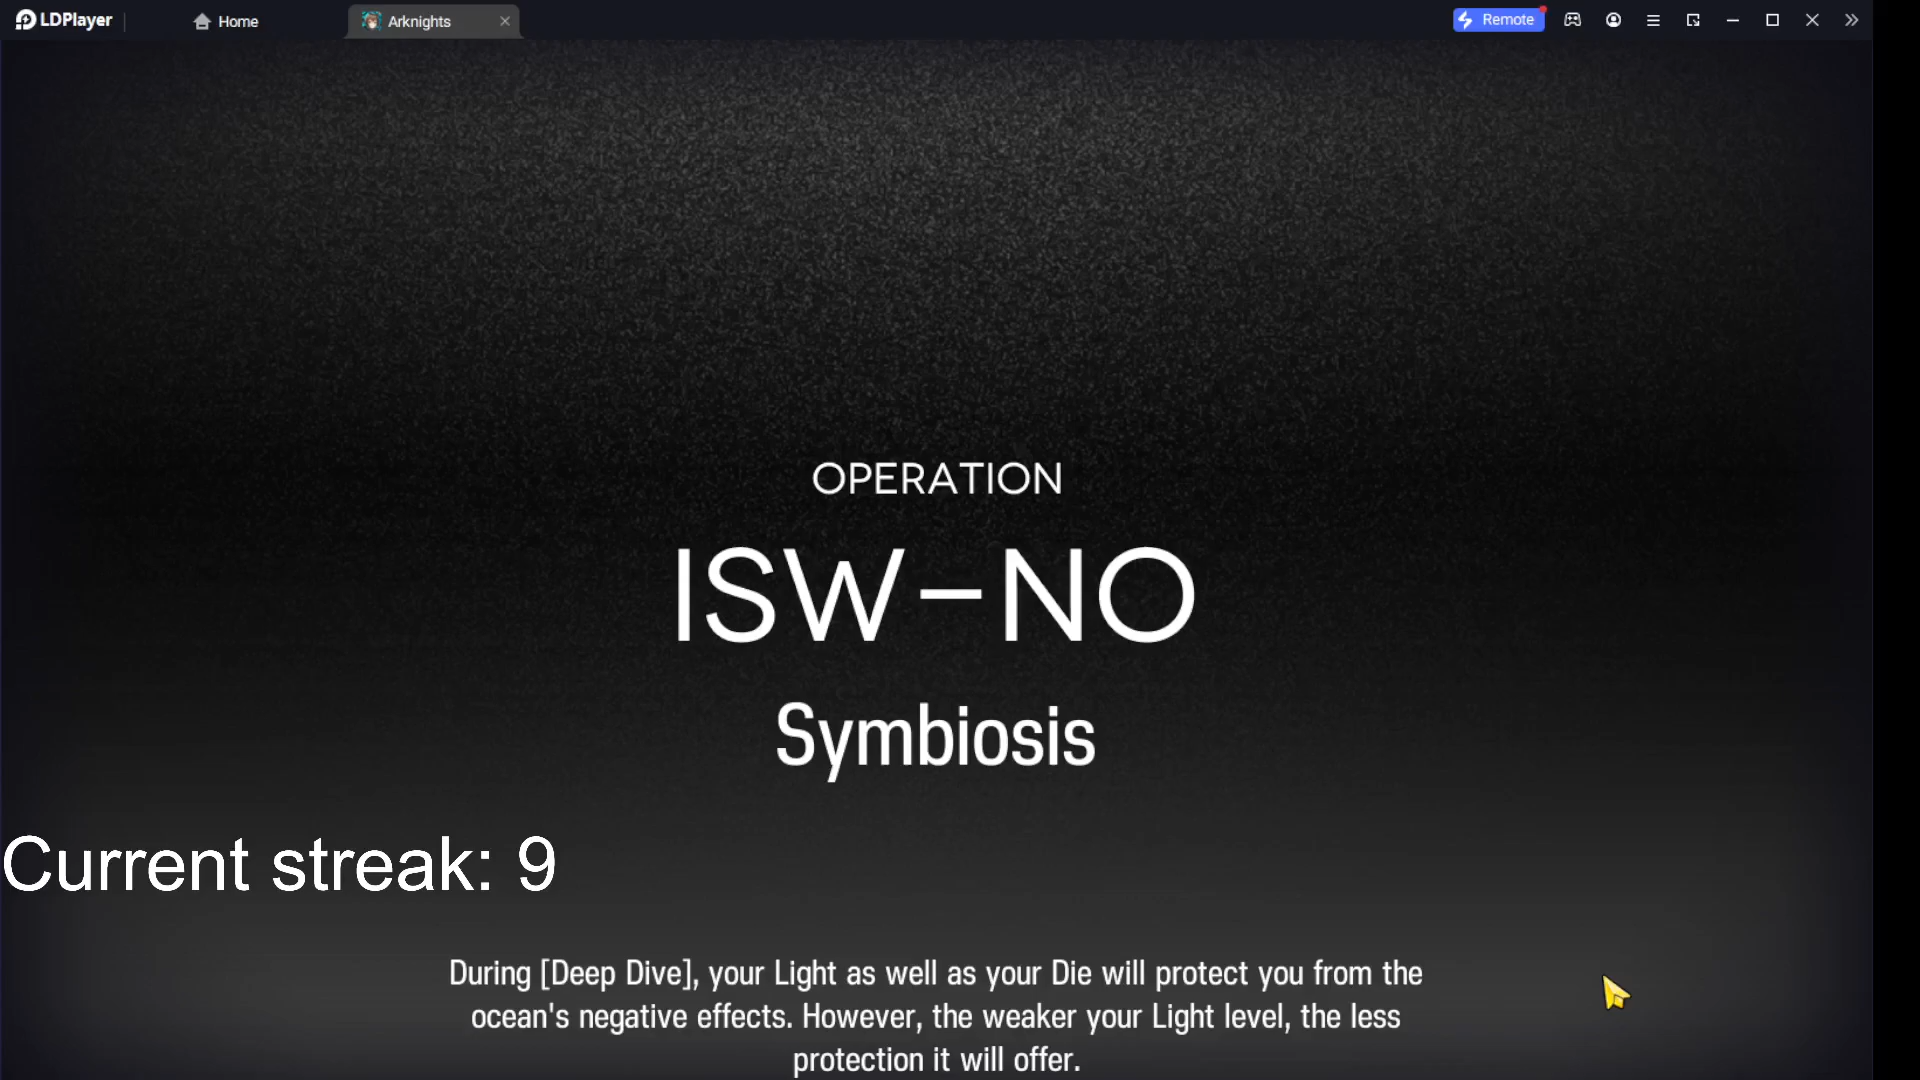 LDPlayer
Home
Arknights
Remote
OPERATION
ISW-NO
Symbiosis
Current streak: 9
During [Deep Dive], your Light as well as your Die will protect you from the
ocean's negative effects. However, the weaker your Light level, the less
protection it will offer.